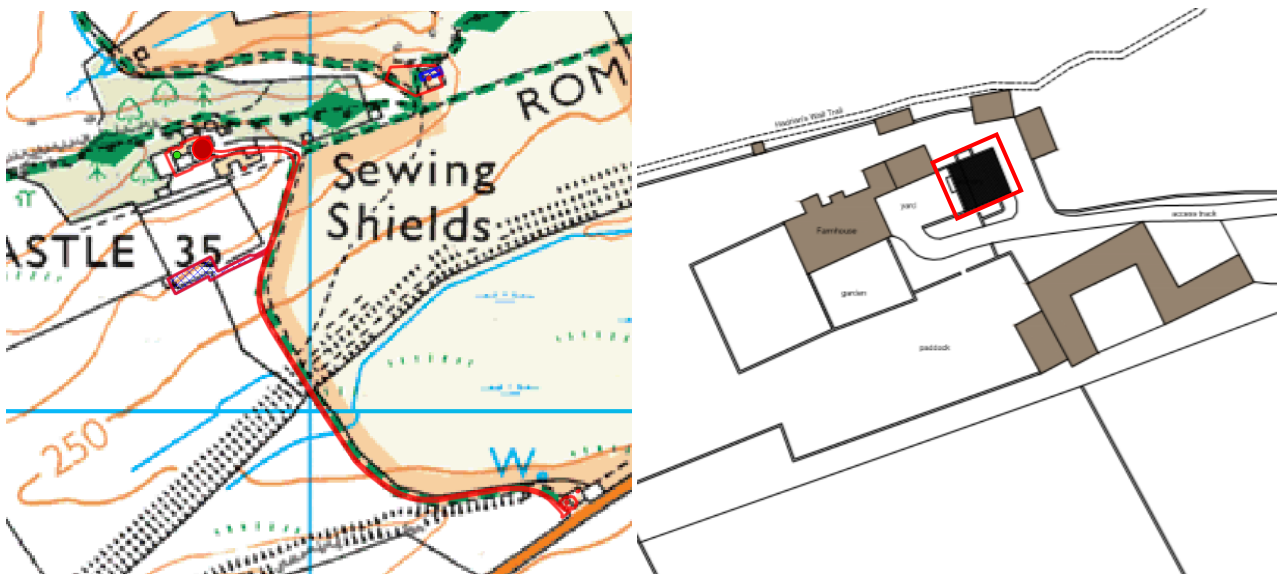 ROM
Sewing
Shields
ASTLE 35
250
W.
Hadrian's Wall Trail
yard
Farmhouse
access track
garden
paddock